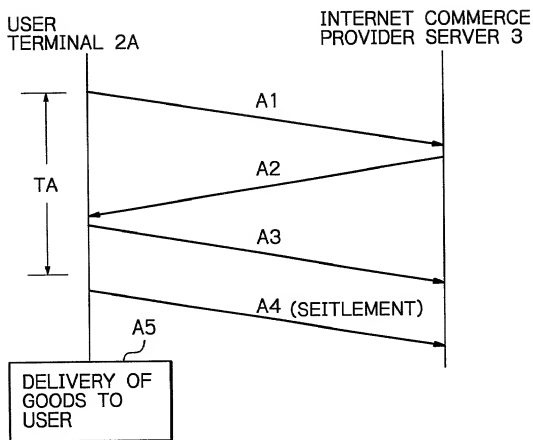 USER
TERMINAL 2A
INTERNET COMMERCE
PROVIDER SERVER 3
A1
A2
TA
A3
A4 (SEITLEMENT)
A5
DELIVERY OF
GOODS TO
USER